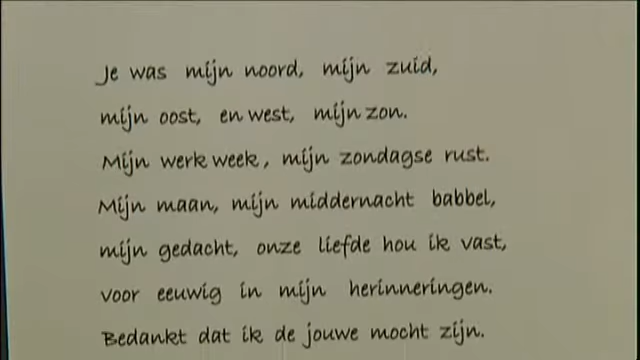 Je was mijn noord, mijn zuid,
mijn oost, en west, mijn zon.
Mijn werk week, mijn zondagse rust.
Mijn maan, mijn middernacht babbel,
mijn gedacht, onze liefde hou ik vast,
voor eeuwig in mijn herinneringen.
Bedankt dat ik de jouwe mocht zijn.